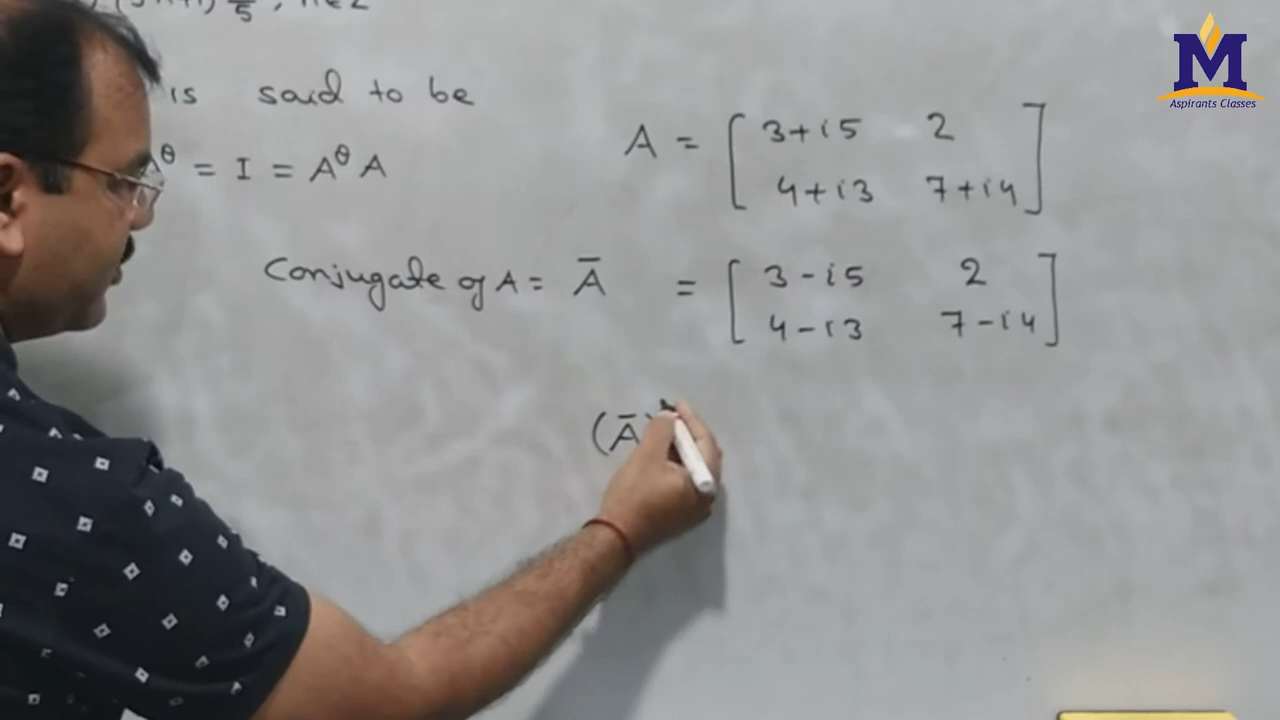 is said to be
θ = I = Aθ A
A = [ 3+i5 2
4+i3 7+i4 ]
Conjugate of A = Ā = [ 3-i5 2
4-i3 7-i4 ]
(Ā)
M
Aspirants Classes